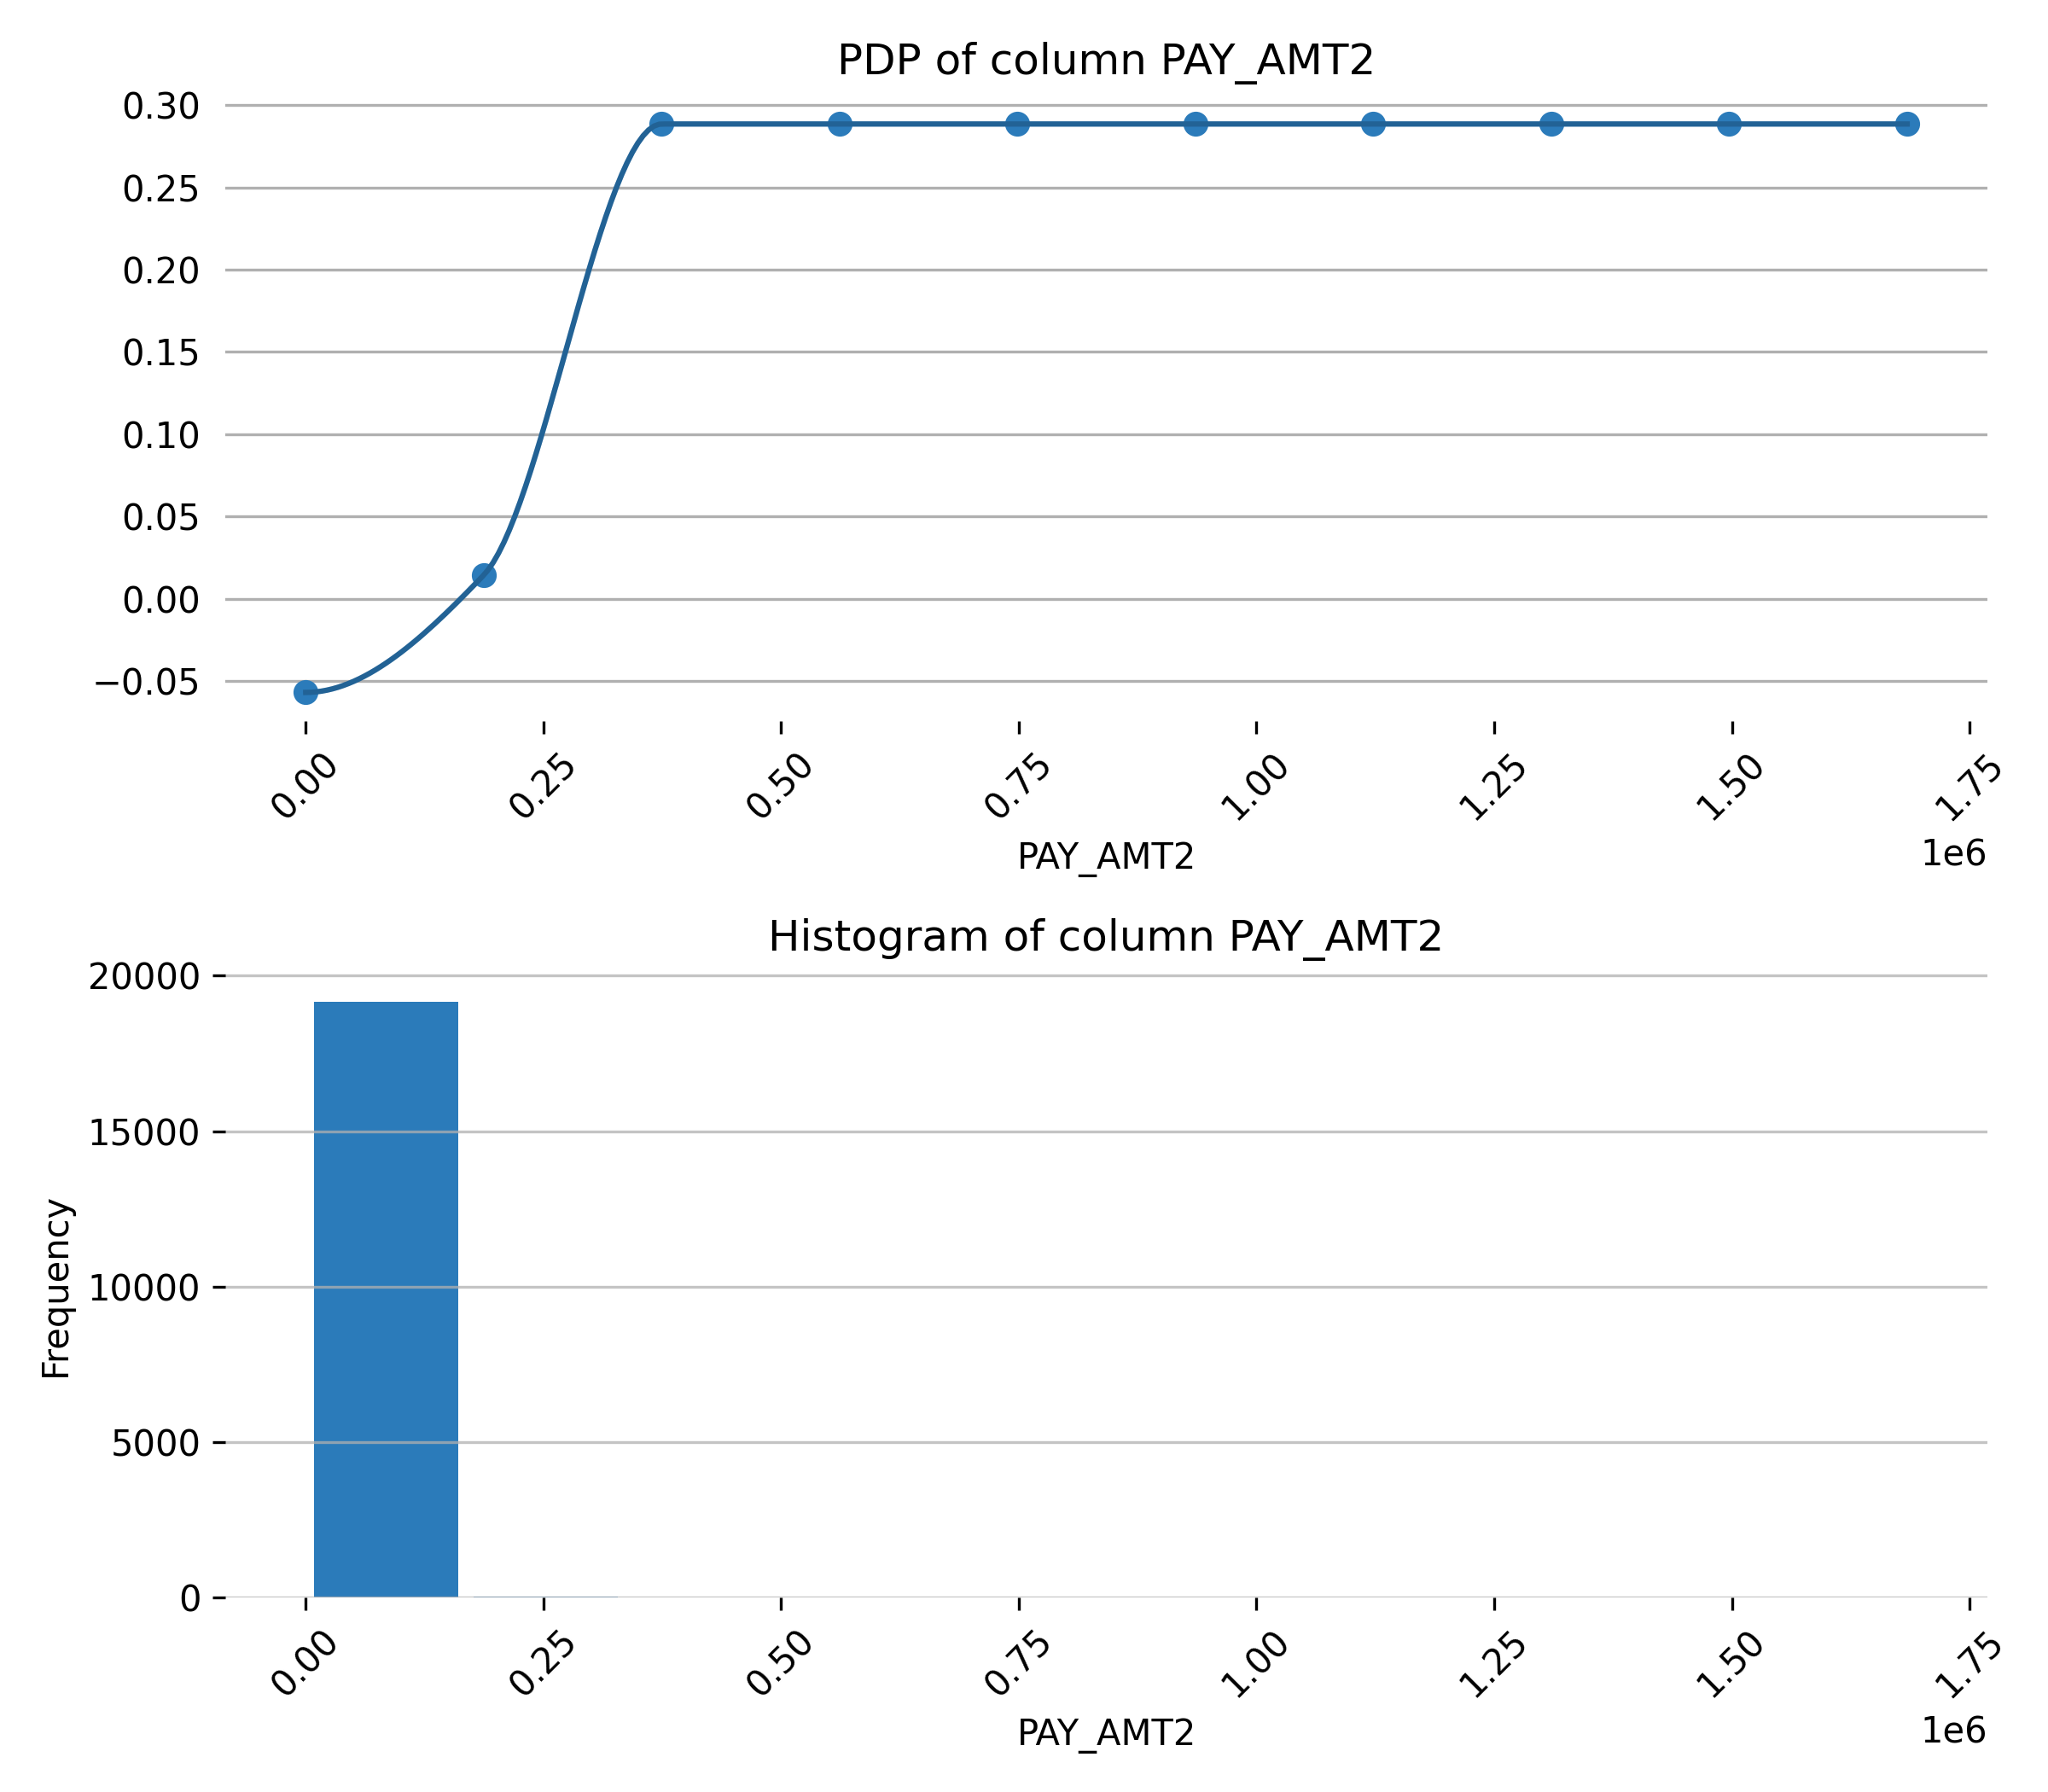 PDP of column PAY_AMT2
0.30
0.25
0.20
0.15
0.10
0.05
0.00
−0.05
0.00 0.25 0.50 0.75 1.00 1.25 1.50 1.75
PAY_AMT2
1e6
Histogram of column PAY_AMT2
20000
15000
10000
5000
0
Frequency
0.00 0.25 0.50 0.75 1.00 1.25 1.50 1.75
PAY_AMT2
1e6